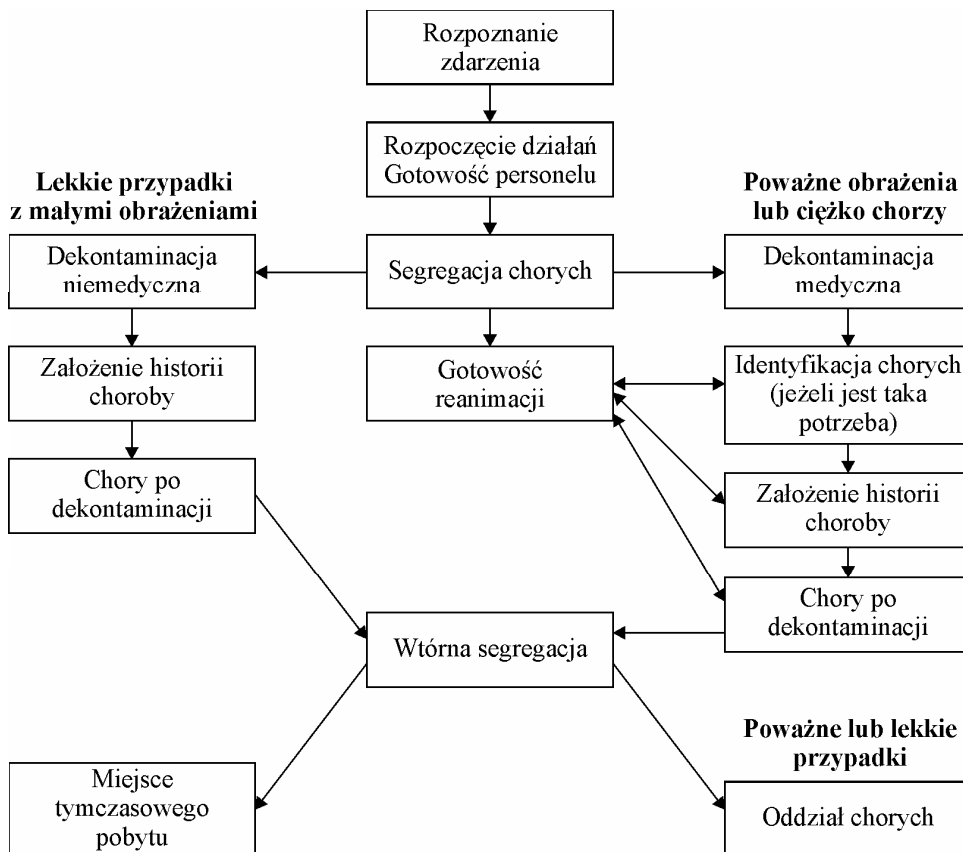 Rozpoznanie
zdarzenia
Rozpoczęcie działań
Gotowość personelu
Lekkie przypadki
z małymi obrażeniami
Poważne obrażenia
lub ciężko chorzy
Dekontaminacja
niemedyczna
Segregacja chorych
Dekontaminacja
medyczna
Założenie historii
choroby
Gotowość
reanimacji
Identyfikacja chorych
(jeżeli jest taka
potrzeba)
Chory po
dekontaminacji
Założenie historii
choroby
Chory po
dekontaminacji
Wtórna segregacja
Poważne lub lekkie
przypadki
Miejsce
tymczasowego
pobytu
Oddział chorych